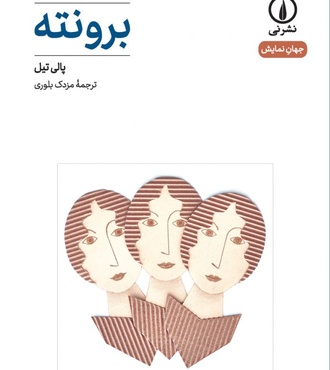 برونته
پالی تیل
ترجمهٔ مزدک بلوری
نشرنی
جهانِ نمایش